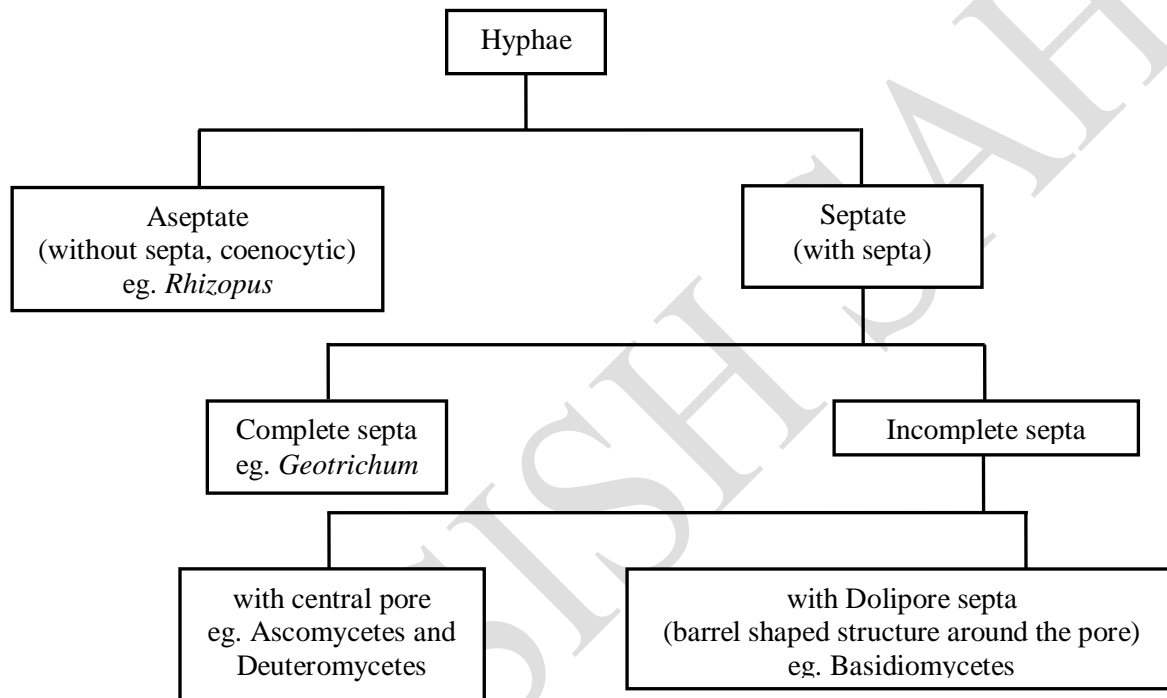 Hyphae
Aseptate
(without septa, coenocytic)
eg. Rhizopus
Septate
(with septa)
Complete septa
eg. Geotrichum
Incomplete septa
with central pore
eg. Ascomycetes and
Deuteromycetes
with Dolipore septa
(barrel shaped structure around the pore)
eg. Basidiomycetes